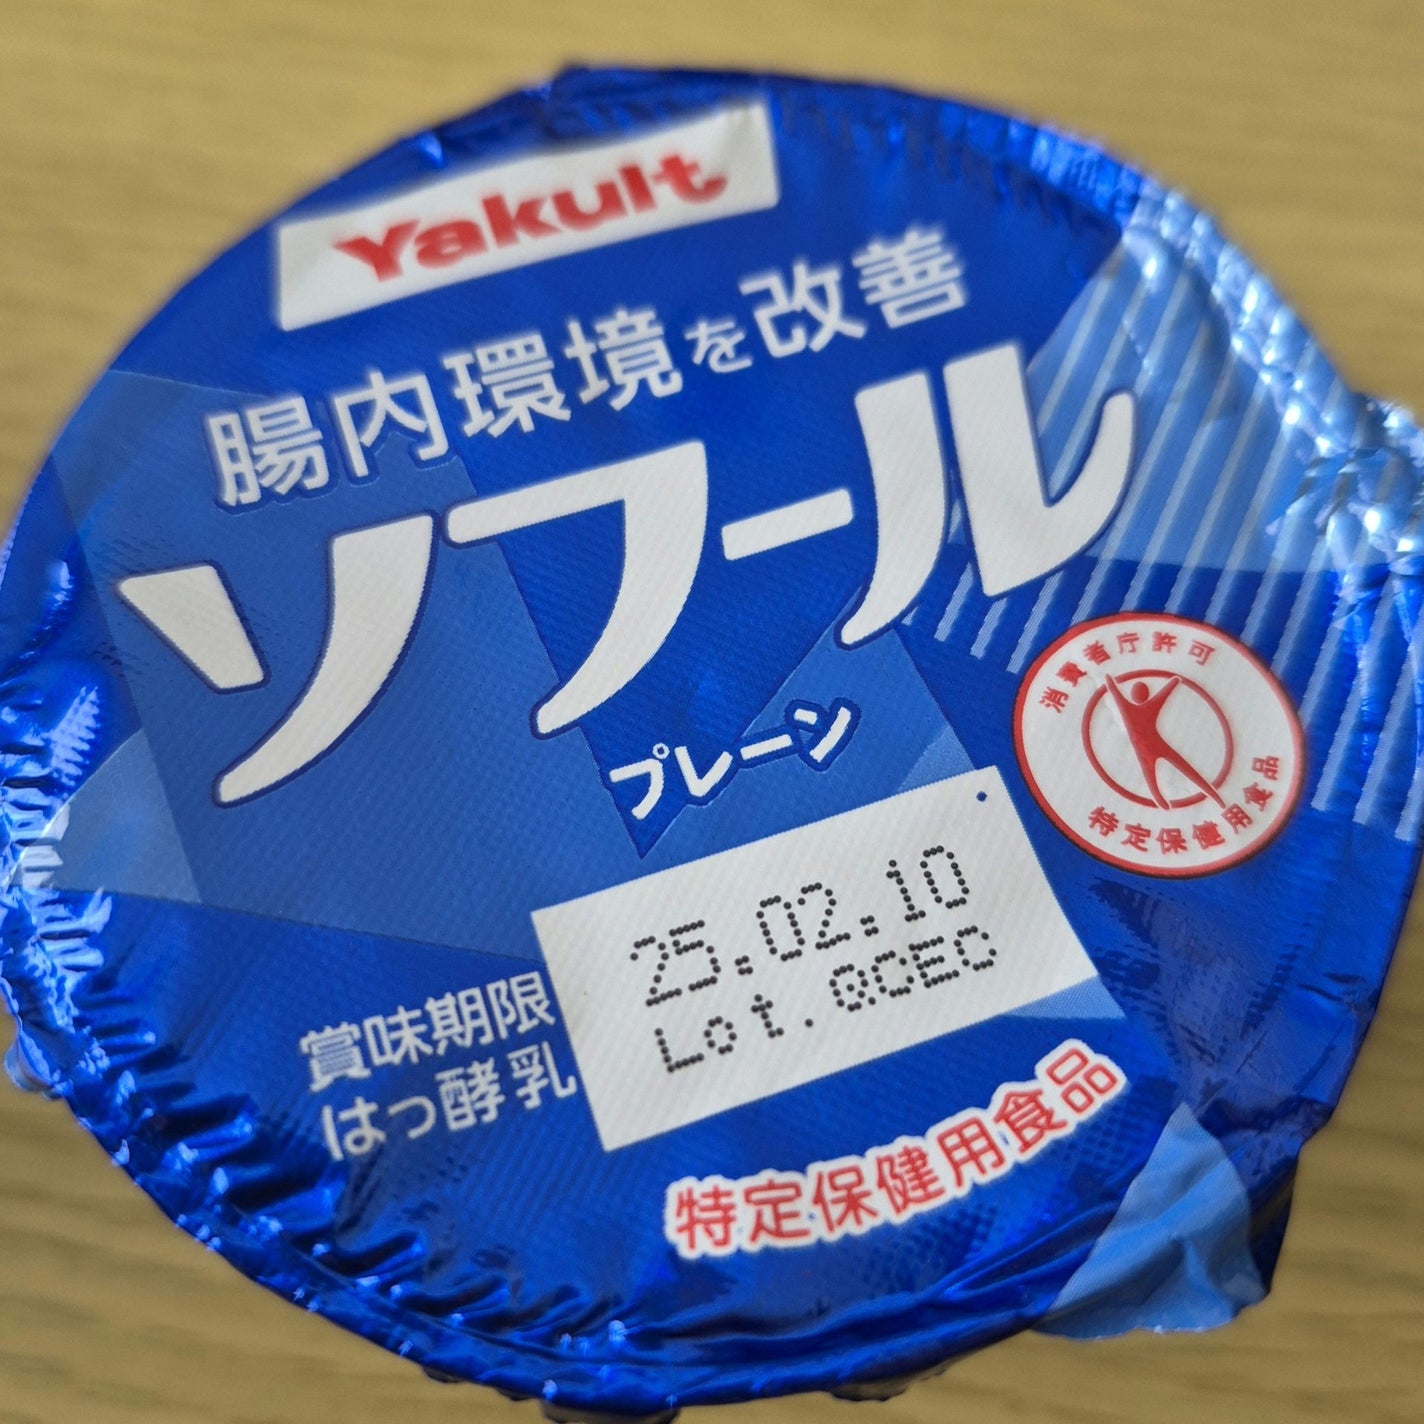 Yakult
腸内環境を改善
ソフール
プレーン
消費者庁許可
特定保健用食品
25.02.10
Lot. QCEC
賞味期限
はっ酵乳
特定保健用食品